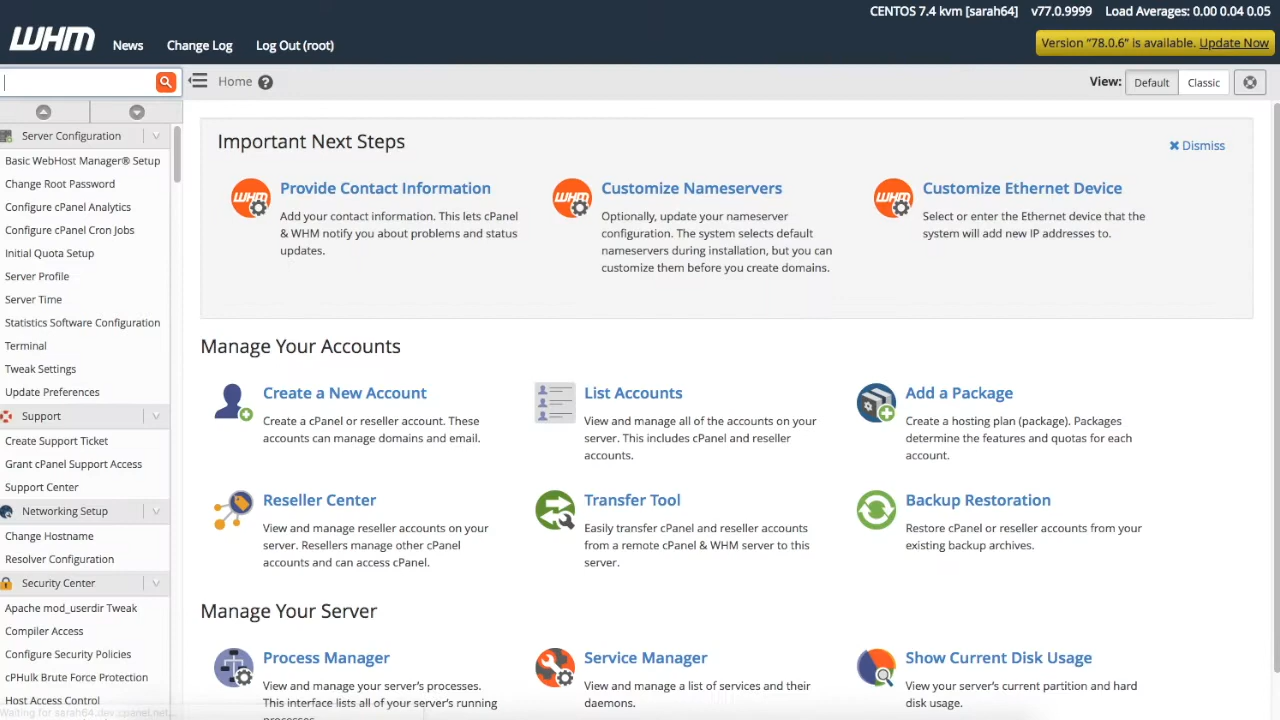 CENTOS 7.4 kvm [sarah64] v77.0.9999 Load Averages: 0.00 0.04 0.05
WHM News Change Log Log Out (root)
Version "78.0.6" is available. Update Now
Home
View: Default Classic
Server Configuration
Basic WebHost Manager® Setup
Change Root Password
Configure cPanel Analytics
Configure cPanel Cron Jobs
Initial Quota Setup
Server Profile
Server Time
Statistics Software Configuration
Terminal
Tweak Settings
Update Preferences
Support
Create Support Ticket
Grant cPanel Support Access
Support Center
Networking Setup
Change Hostname
Resolver Configuration
Security Center
Apache mod_userdir Tweak
Compiler Access
Configure Security Policies
cPHulk Brute Force Protection
Host Access Control
Waiting for sarah64.dev.cpanel.net...
Important Next Steps
Dismiss
WHM
Provide Contact Information
Add your contact information. This lets cPanel
& WHM notify you about problems and status
updates.
WHM
Customize Nameservers
Optionally, update your nameserver
configuration. The system selects default
nameservers during installation, but you can
customize them before you create domains.
WHM
Customize Ethernet Device
Select or enter the Ethernet device that the
system will add new IP addresses to.
Manage Your Accounts
Create a New Account
Create a cPanel or reseller account. These
accounts can manage domains and email.
List Accounts
View and manage all of the accounts on your
server. This includes cPanel and reseller
accounts.
Add a Package
Create a hosting plan (package). Packages
determine the features and quotas for each
account.
Reseller Center
View and manage reseller accounts on your
server. Resellers manage other cPanel
accounts and can access cPanel.
Transfer Tool
Easily transfer cPanel and reseller accounts
from a remote cPanel & WHM server to this
server.
Backup Restoration
Restore cPanel or reseller accounts from your
existing backup archives.
Manage Your Server
Process Manager
View and manage your server's processes.
This interface lists all of your server's running
processes.
Service Manager
View and manage a list of services and their
daemons.
Show Current Disk Usage
View your server's current partition and hard
disk usage.